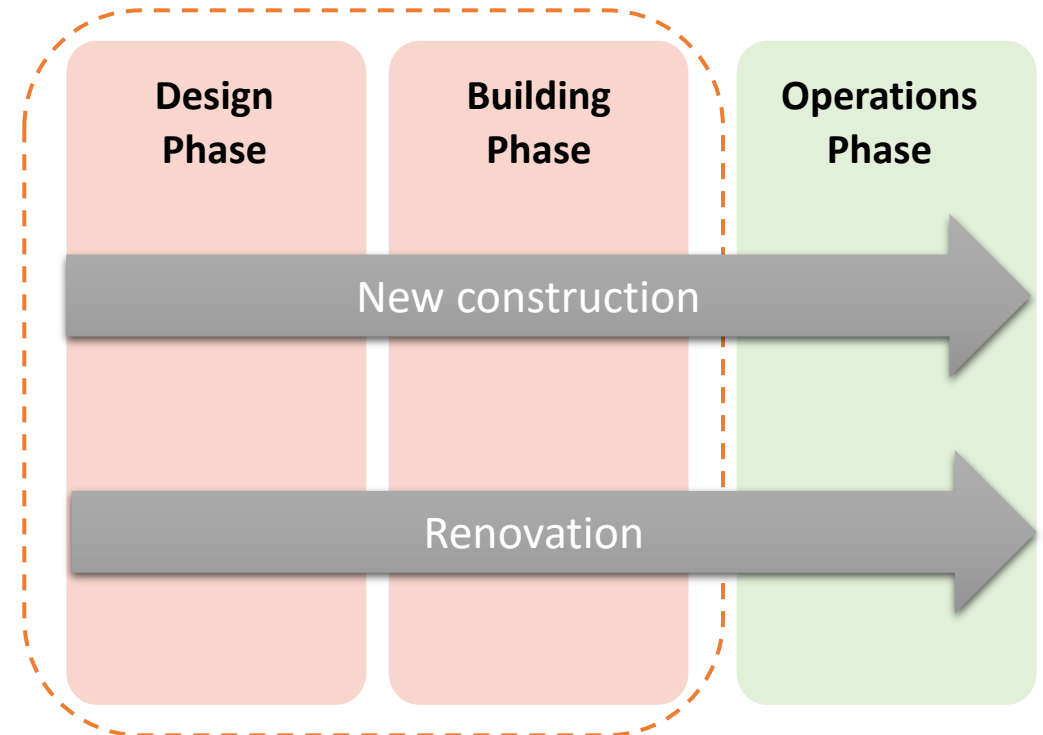 Design
Phase
Building
Phase
Operations
Phase
New construction
Renovation